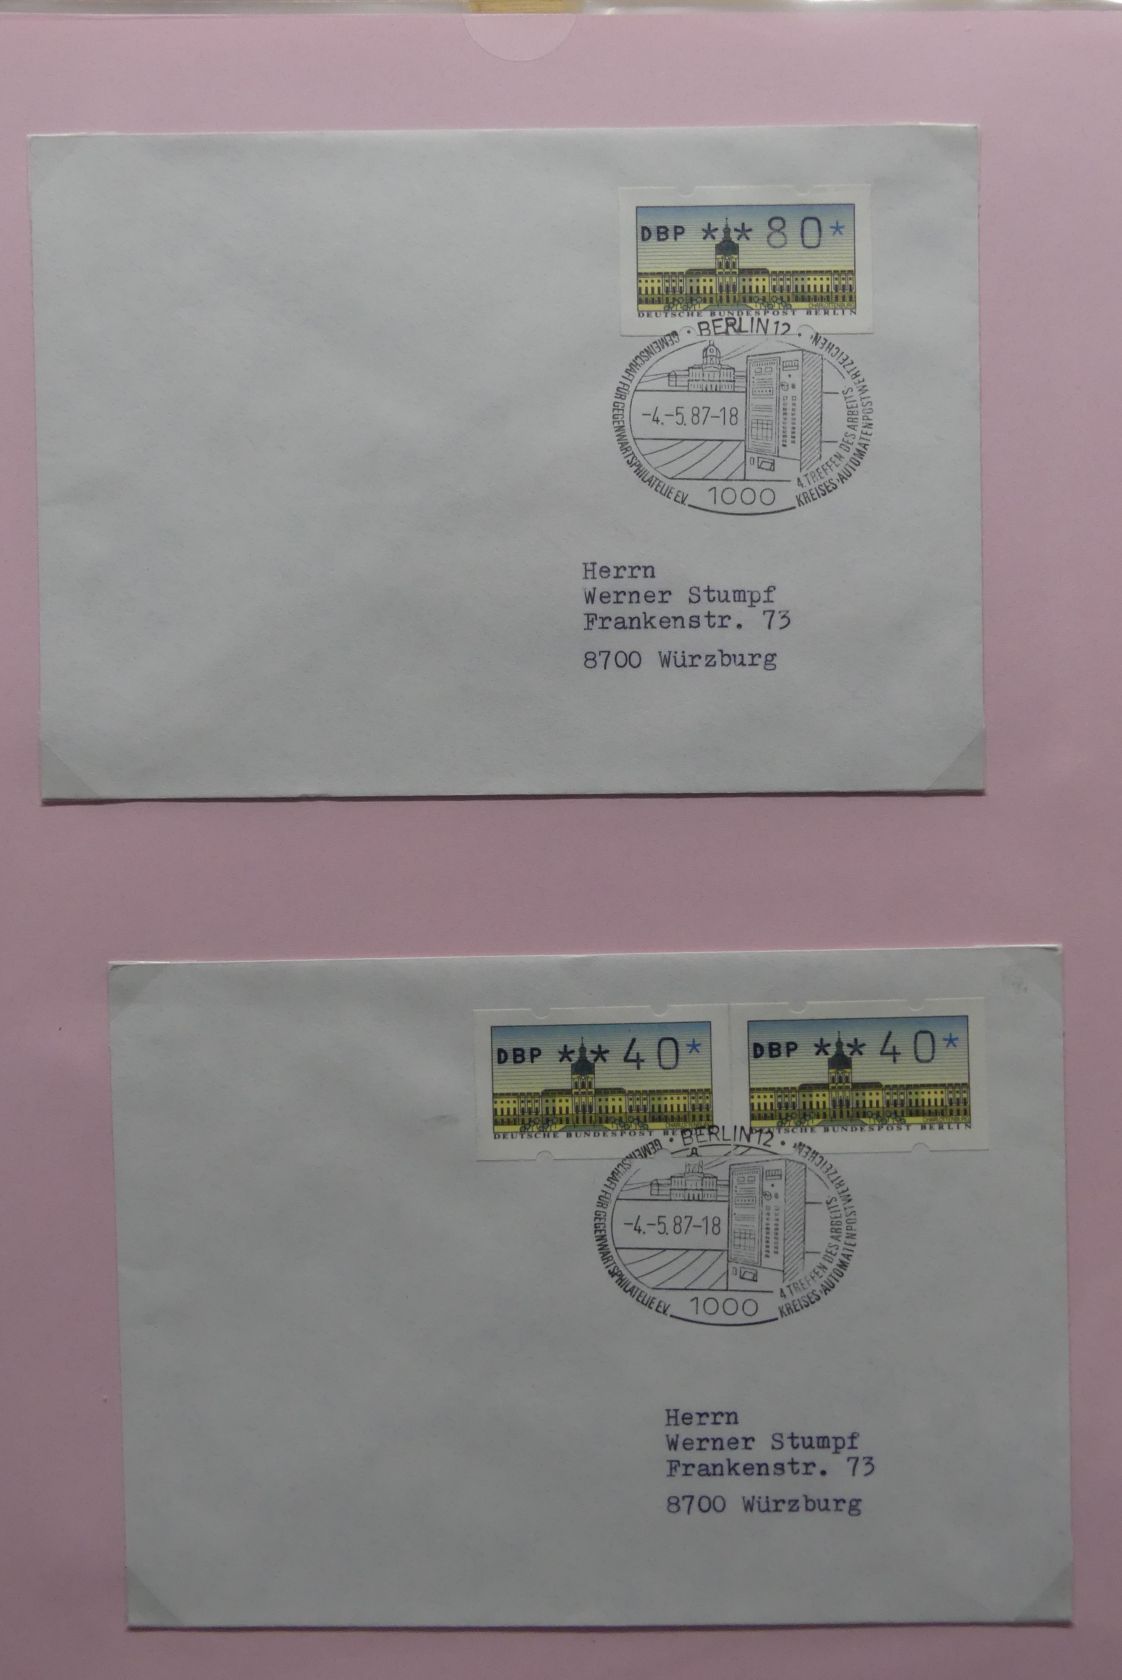 DBP ** 80*
DEUTSCHE BUNDESPOST BERLIN
· BERLIN 12 ·
GEMEINSCHAFT FÜR GEGENWARTSPHILATELIE E.V.
-4.-5.87-18
4. TREFFEN DES ARBEITS-
KREISES·AUTOMATENPOSTWERTZEICHEN·
1000
Herrn
Werner Stumpf
Frankenstr. 73
8700 Würzburg
DBP ** 40*
DEUTSCHE BUNDESPOST BERLIN
DBP ** 40*
DEUTSCHE BUNDESPOST BERLIN
· BERLIN 12 ·
GEMEINSCHAFT FÜR GEGENWARTSPHILATELIE E.V.
-4.-5.87-18
4. TREFFEN DES ARBEITS-
KREISES·AUTOMATENPOSTWERTZEICHEN·
1000
Herrn
Werner Stumpf
Frankenstr. 73
8700 Würzburg